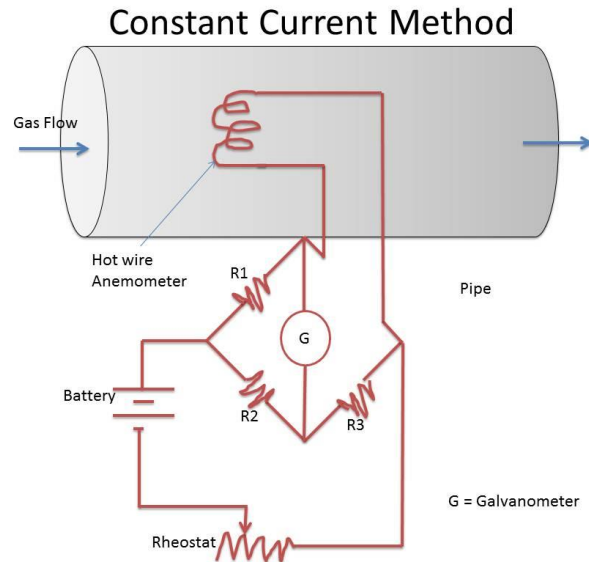 Constant Current Method
Gas Flow
Hot wire
Anemometer
R1
Pipe
G
Battery
R2
R3
G = Galvanometer
Rheostat